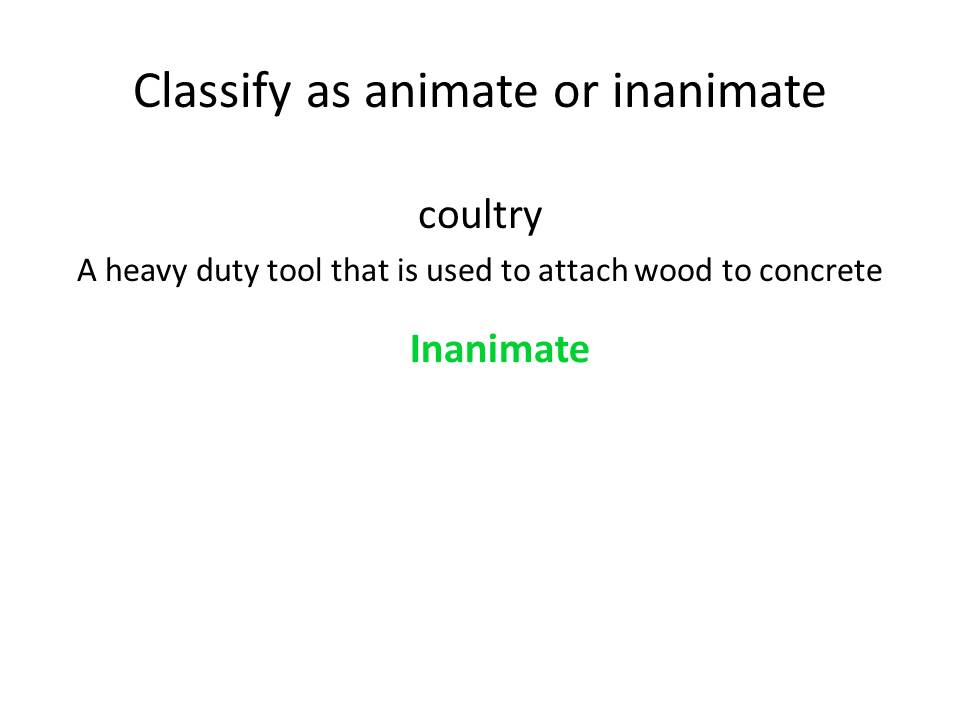 Classify as animate or inanimate
coultry
A heavy duty tool that is used to attach wood to concrete
Inanimate